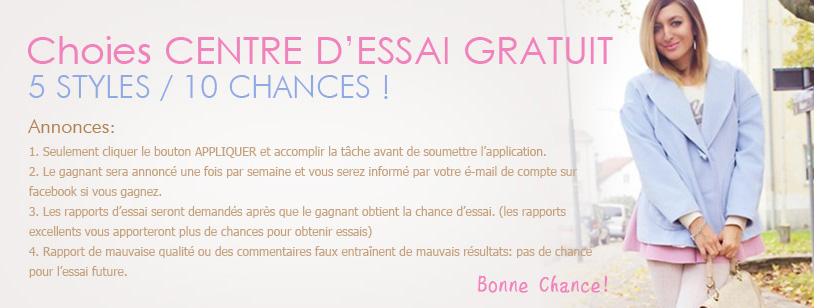 Choies CENTRE D'ESSAI GRATUIT
5 STYLES / 10 CHANCES !
Annonces:
1. Seulement cliquer le bouton APPLIQUER et accomplir la tâche avant de soumettre l'application.
2. Le gagnant sera annoncé une fois par semaine et vous serez informé par votre é-mail de compte sur
facebook si vous gagnez.
3. Les rapports d'essai seront demandés après que le gagnant obtient la chance d'essai. (les rapports
excellents vous apporteront plus de chances pour obtenir essais)
4. Rapport de mauvaise qualité ou des commentaires faux entraînent de mauvais résultats: pas de chance
pour l'essai future.
Bonne Chance!